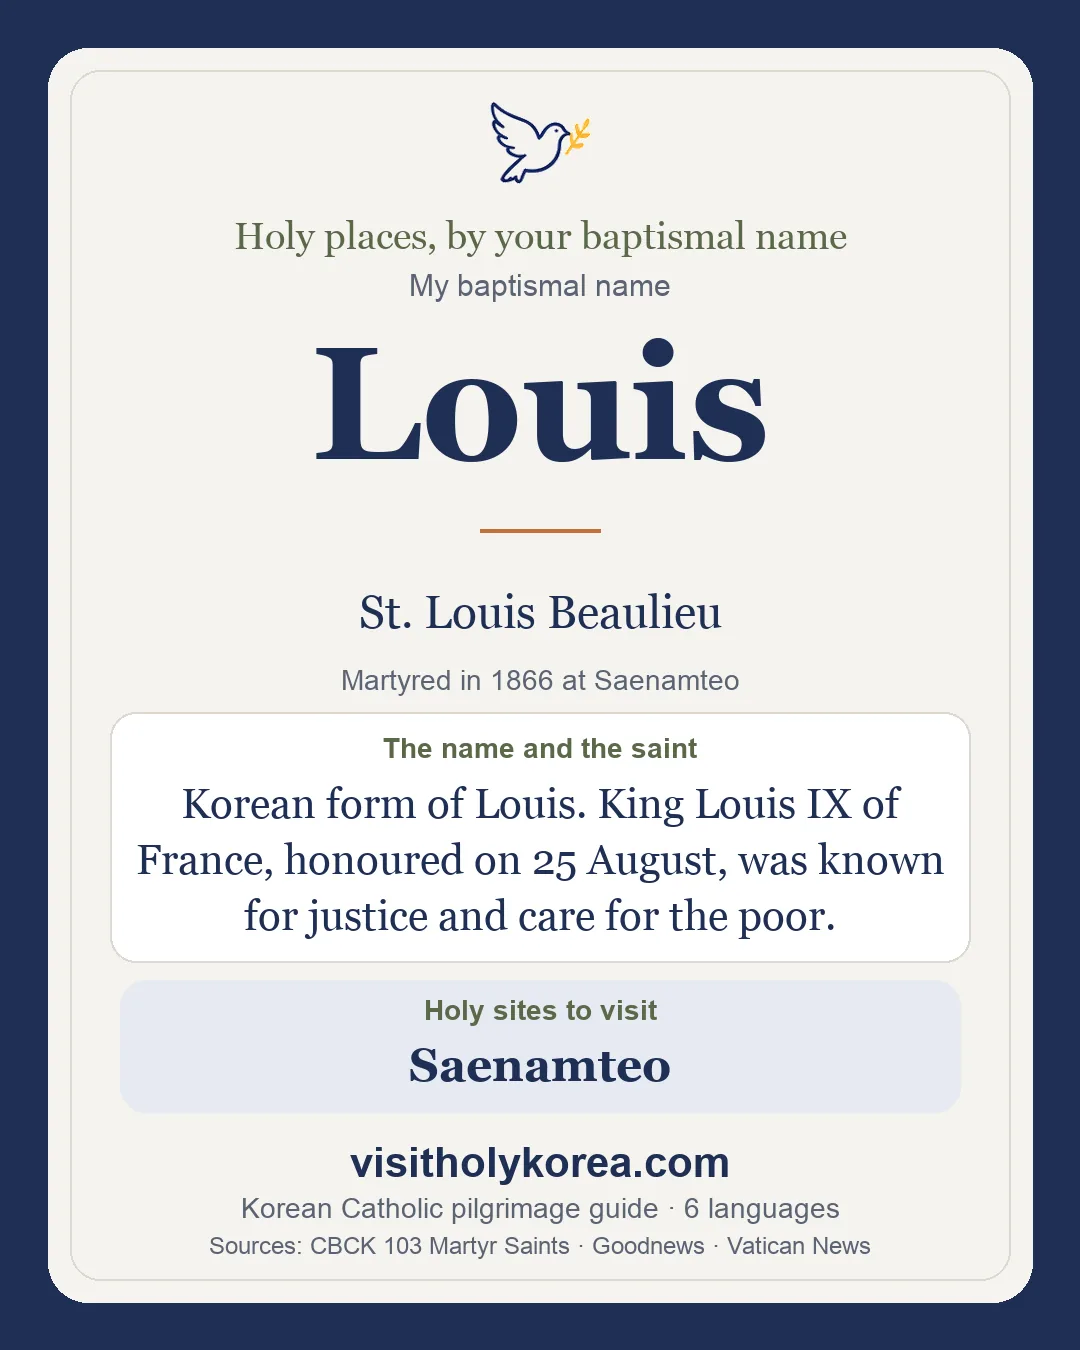 Holy places, by your baptismal name
My baptismal name
Louis
St. Louis Beaulieu
Martyred in 1866 at Saenamteo
The name and the saint
Korean form of Louis. King Louis IX of
France, honoured on 25 August, was known
for justice and care for the poor.
Holy sites to visit
Saenamteo
visitholykorea.com
Korean Catholic pilgrimage guide · 6 languages
Sources: CBCK 103 Martyr Saints · Goodnews · Vatican News